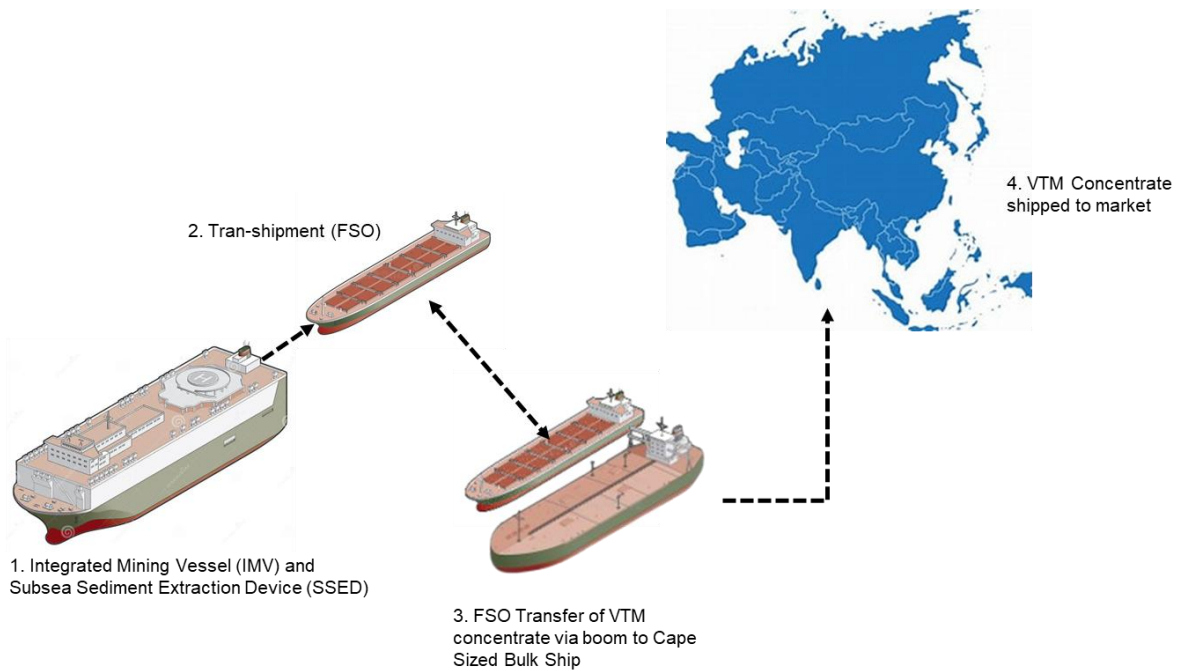 2. Tran-shipment (FSO)
4. VTM Concentrate
shipped to market
H
1. Integrated Mining Vessel (IMV) and
Subsea Sediment Extraction Device (SSED)
3. FSO Transfer of VTM
concentrate via boom to Cape
Sized Bulk Ship